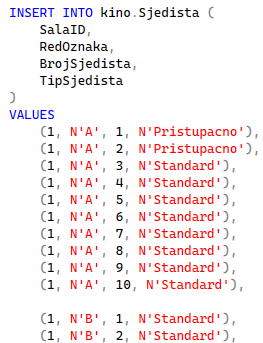 INSERT INTO kino.Sjedista (
    SalaID,
    RedOznaka,
    BrojSjedista,
    TipSjedista
)
VALUES
    (1, N'A', 1, N'Pristupacno'),
    (1, N'A', 2, N'Pristupacno'),
    (1, N'A', 3, N'Standard'),
    (1, N'A', 4, N'Standard'),
    (1, N'A', 5, N'Standard'),
    (1, N'A', 6, N'Standard'),
    (1, N'A', 7, N'Standard'),
    (1, N'A', 8, N'Standard'),
    (1, N'A', 9, N'Standard'),
    (1, N'A', 10, N'Standard'),

    (1, N'B', 1, N'Standard'),
    (1, N'B', 2, N'Standard'),